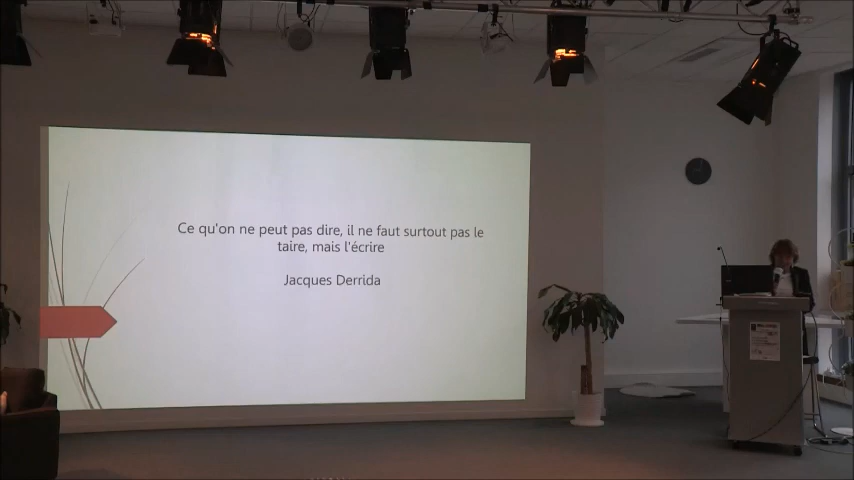 Ce qu'on ne peut pas dire, il ne faut surtout pas le
taire, mais l'écrire
Jacques Derrida